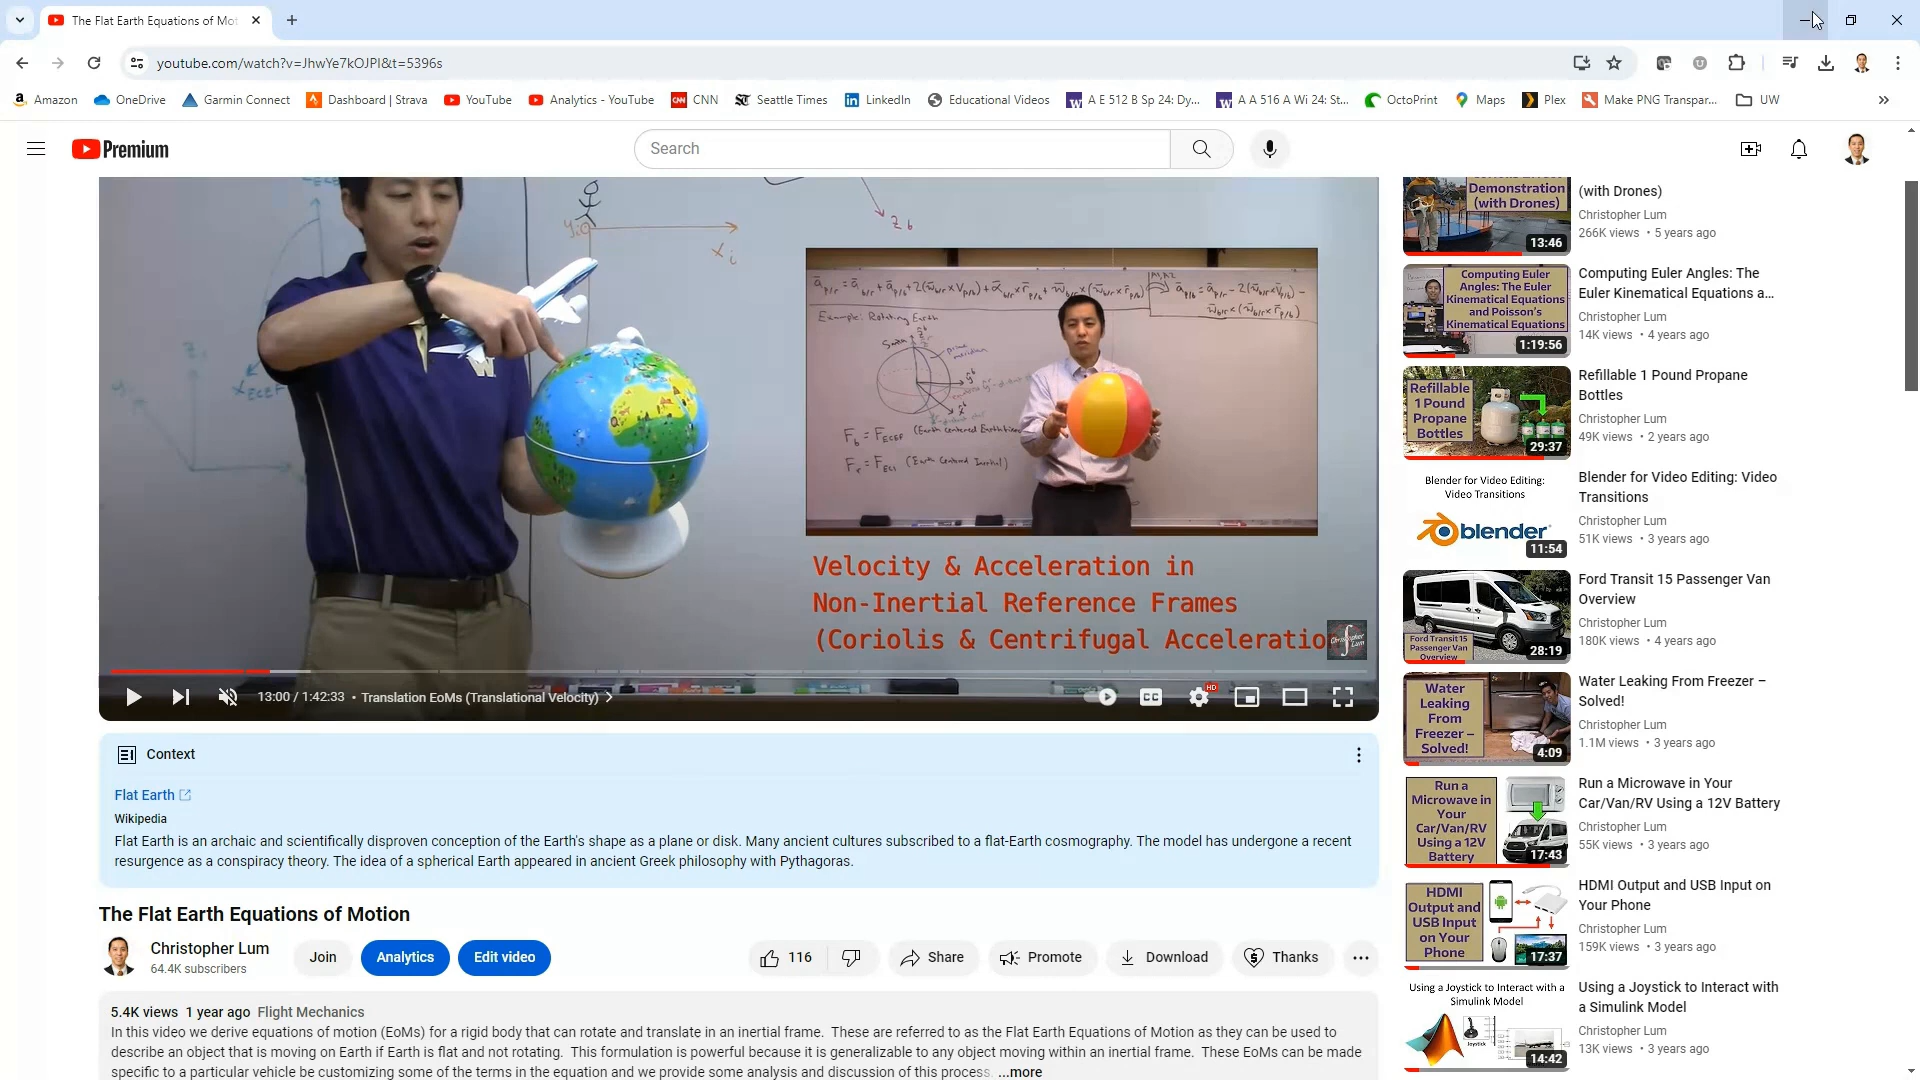 The Flat Earth Equations of Mo
youtube.com/watch?v=JhwYe7kOJPI&t=5396s
Amazon
OneDrive
Garmin Connect
Dashboard | Strava
YouTube
Analytics - YouTube
CNN
Seattle Times
LinkedIn
Educational Videos
A E 512 B Sp 24: Dy...
A A 516 A Wi 24: St...
OctoPrint
Maps
Plex
Make PNG Transpar...
UW
Premium
Search
Velocity & Acceleration in
Non-Inertial Reference Frames
(Coriolis & Centrifugal Acceleratio
Example: Rotating Earth
Christopher
Lum
13:00 / 1:42:33 • Translation EoMs (Translational Velocity)
CC
HD
Context
Flat Earth
Wikipedia
Flat Earth is an archaic and scientifically disproven conception of the Earth's shape as a plane or disk. Many ancient cultures subscribed to a flat-Earth cosmography. The model has undergone a recent
resurgence as a conspiracy theory. The idea of a spherical Earth appeared in ancient Greek philosophy with Pythagoras.
The Flat Earth Equations of Motion
Christopher Lum
64.4K subscribers
Join
Analytics
Edit video
116
Share
Promote
Download
Thanks
5.4K views 1 year ago Flight Mechanics
In this video we derive equations of motion (EoMs) for a rigid body that can rotate and translate in an inertial frame. These are referred to as the Flat Earth Equations of Motion as they can be used to
describe an object that is moving on Earth if Earth is flat and not rotating. This formulation is powerful because it is generalizable to any object moving within an inertial frame. These EoMs can be made
specific to a particular vehicle be customizing some of the terms in the equation and we provide some analysis and discussion of this process. ...more
Demonstration
(with Drones)
13:46
(with Drones)
Christopher Lum
266K views • 5 years ago
Computing Euler
Angles: The Euler
Kinematical Equations
and Poisson's
Kinematical Equations
1:19:56
Computing Euler Angles: The
Euler Kinematical Equations a...
Christopher Lum
14K views • 4 years ago
Refillable
1 Pound
Propane
Bottles
29:37
Refillable 1 Pound Propane
Bottles
Christopher Lum
49K views • 2 years ago
Blender for Video Editing:
Video Transitions
blender
11:54
Blender for Video Editing: Video
Transitions
Christopher Lum
51K views • 3 years ago
Ford Transit 15
Passenger Van
Overview
28:19
Ford Transit 15 Passenger Van
Overview
Christopher Lum
180K views • 4 years ago
Water
Leaking
From
Freezer –
Solved!
4:09
Water Leaking From Freezer –
Solved!
Christopher Lum
1.1M views • 3 years ago
Run a
Microwave in
Your
Car/Van/RV
Using a 12V
Battery
17:43
Run a Microwave in Your
Car/Van/RV Using a 12V Battery
Christopher Lum
55K views • 3 years ago
HDMI
Output and
USB Input
on Your
Phone
17:37
HDMI Output and USB Input on
Your Phone
Christopher Lum
159K views • 3 years ago
Using a Joystick to Interact with a
Simulink Model
Joystick
14:42
Using a Joystick to Interact with
a Simulink Model
Christopher Lum
13K views • 3 years ago